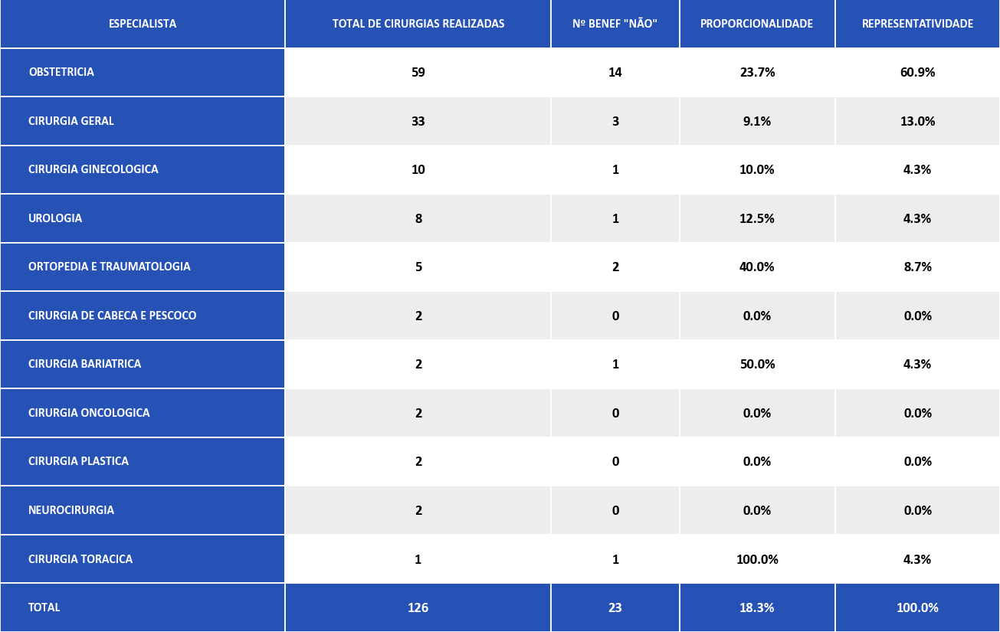 ESPECIALISTA TOTAL DE CIRURGIAS REALIZADAS Nº BENEF "NÃO" PROPORCIONALIDADE REPRESENTATIVIDADE
OBSTETRICIA 59 14 23.7% 60.9%
CIRURGIA GERAL 33 3 9.1% 13.0%
CIRURGIA GINECOLOGICA 10 1 10.0% 4.3%
UROLOGIA 8 1 12.5% 4.3%
ORTOPEDIA E TRAUMATOLOGIA 5 2 40.0% 8.7%
CIRURGIA DE CABECA E PESCOCO 2 0 0.0% 0.0%
CIRURGIA BARIATRICA 2 1 50.0% 4.3%
CIRURGIA ONCOLOGICA 2 0 0.0% 0.0%
CIRURGIA PLASTICA 2 0 0.0% 0.0%
NEUROCIRURGIA 2 0 0.0% 0.0%
CIRURGIA TORACICA 1 1 100.0% 4.3%
TOTAL 126 23 18.3% 100.0%